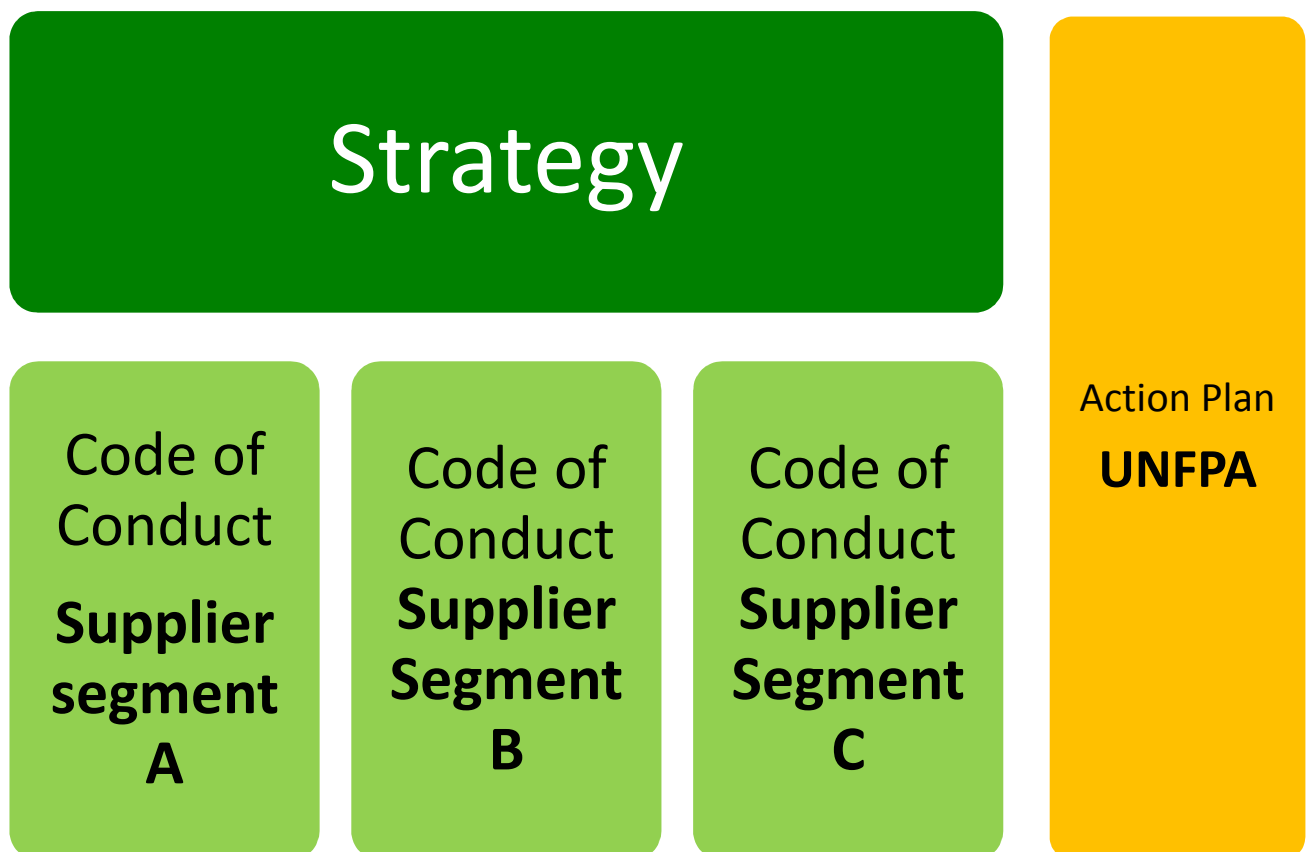 Strategy
Code of
Conduct
Supplier
segment
A
Code of
Conduct
Supplier
Segment
B
Code of
Conduct
Supplier
Segment
C
Action Plan
UNFPA